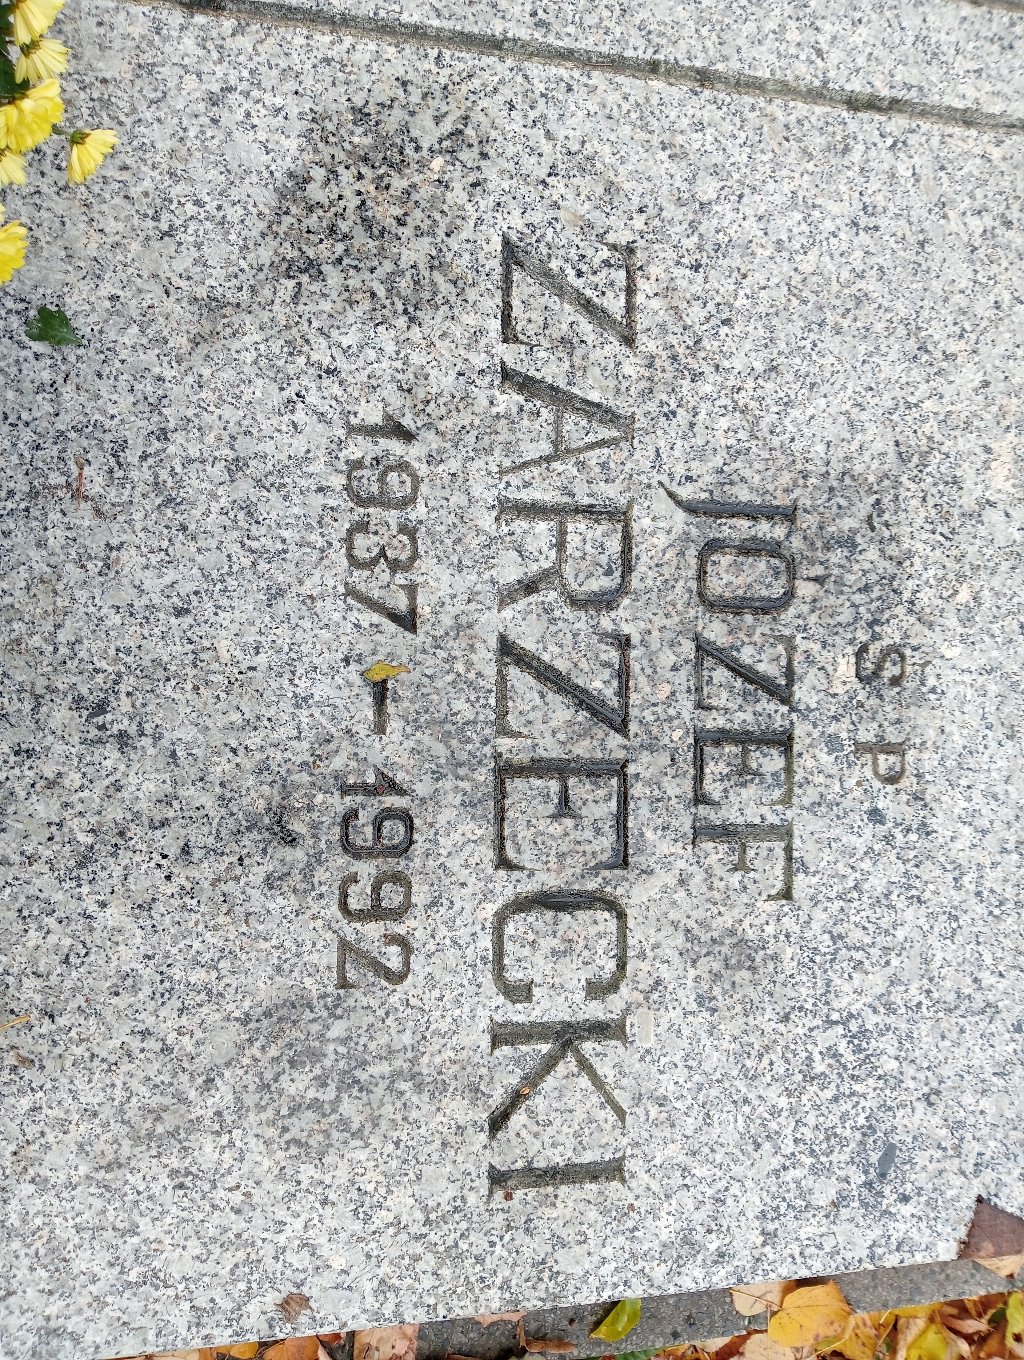 Ś P
JÓZEF
ZARZECKI
1937 - 1992